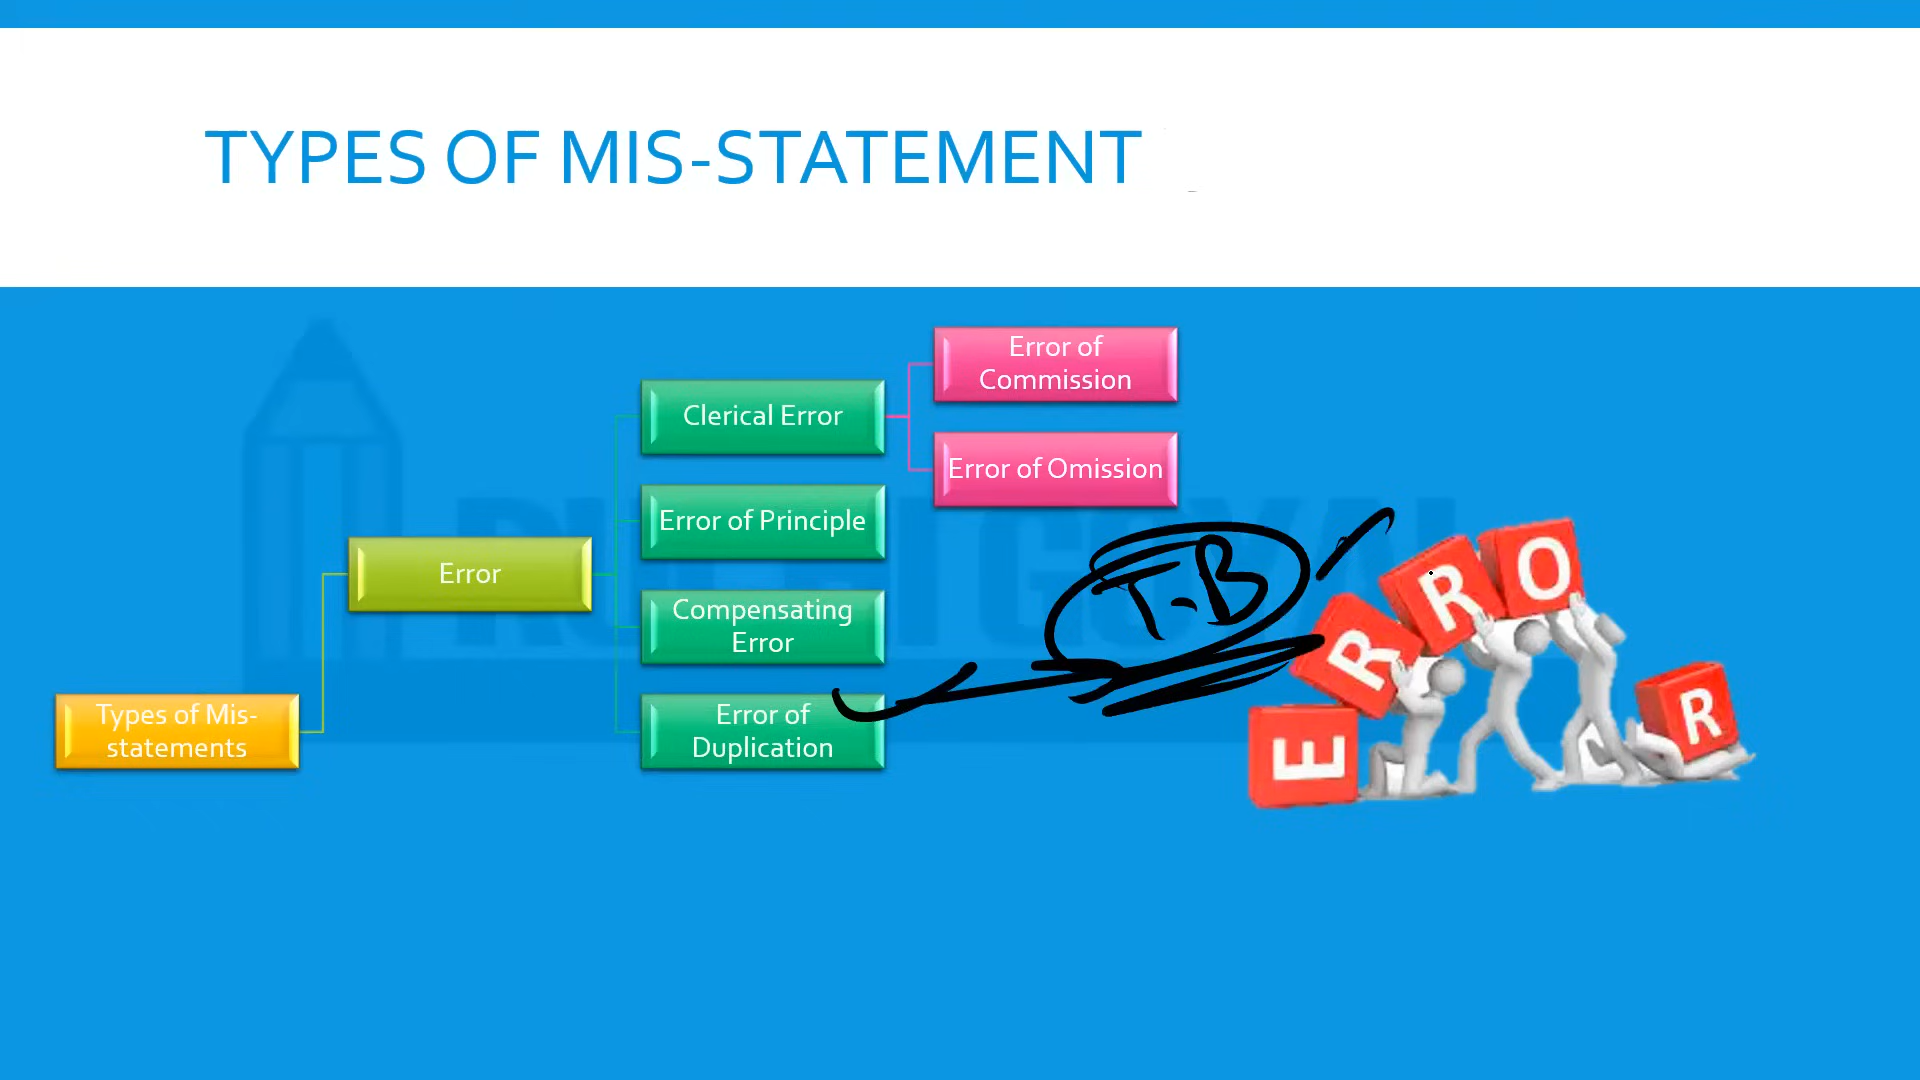 TYPES OF MIS-STATEMENT
Error of
Commission
Clerical Error
Error of Omission
Error of Principle
Error
Compensating
Error
T-B
Types of Mis-
statements
Error of
Duplication
E R R O R